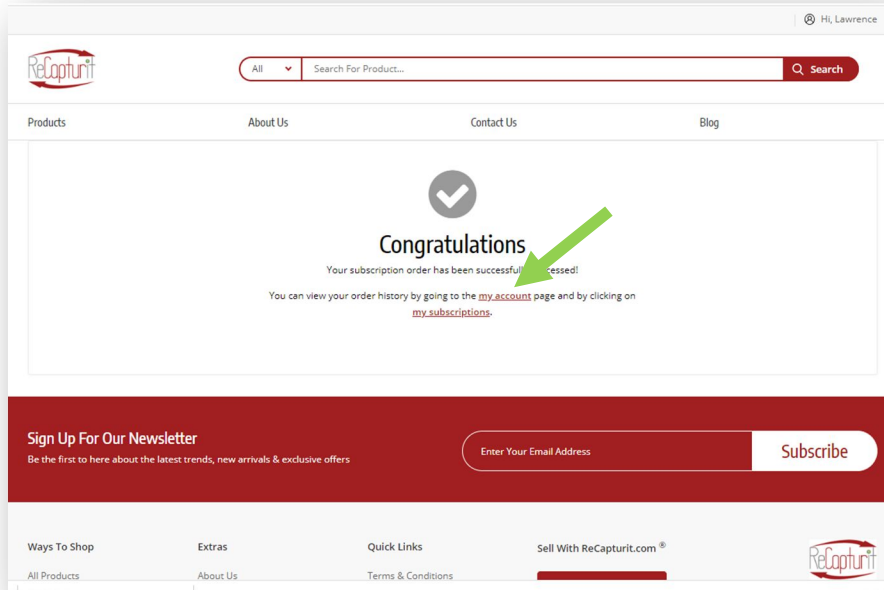 Hi, Lawrence
ReCapturit
All
Search For Product...
Search
Products
About Us
Contact Us
Blog
Congratulations
Your subscription order has been successfull cessed!
You can view your order history by going to the my account page and by clicking on
my subscriptions.
Sign Up For Our Newsletter
Be the first to here about the latest trends, new arrivals & exclusive offers
Enter Your Email Address
Subscribe
Ways To Shop
Extras
Quick Links
Sell With ReCapturit.com ®
ReCapturit
All Products
About Us
Terms & Conditions